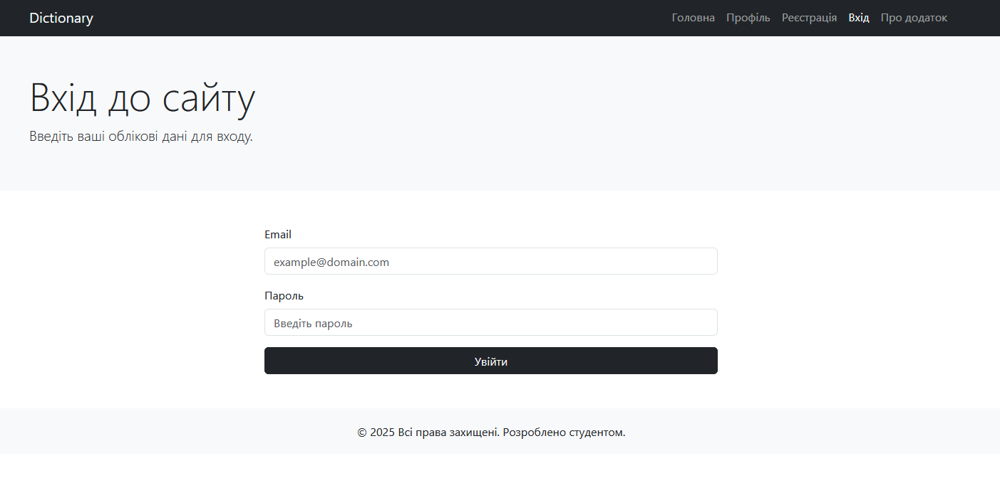 Dictionary Головна Профіль Реєстрація Вхід Про додаток
Вхід до сайту
Введіть ваші облікові дані для входу.
Email
example@domain.com
Пароль
Введіть пароль
Увійти
© 2025 Всі права захищені. Розроблено студентом.